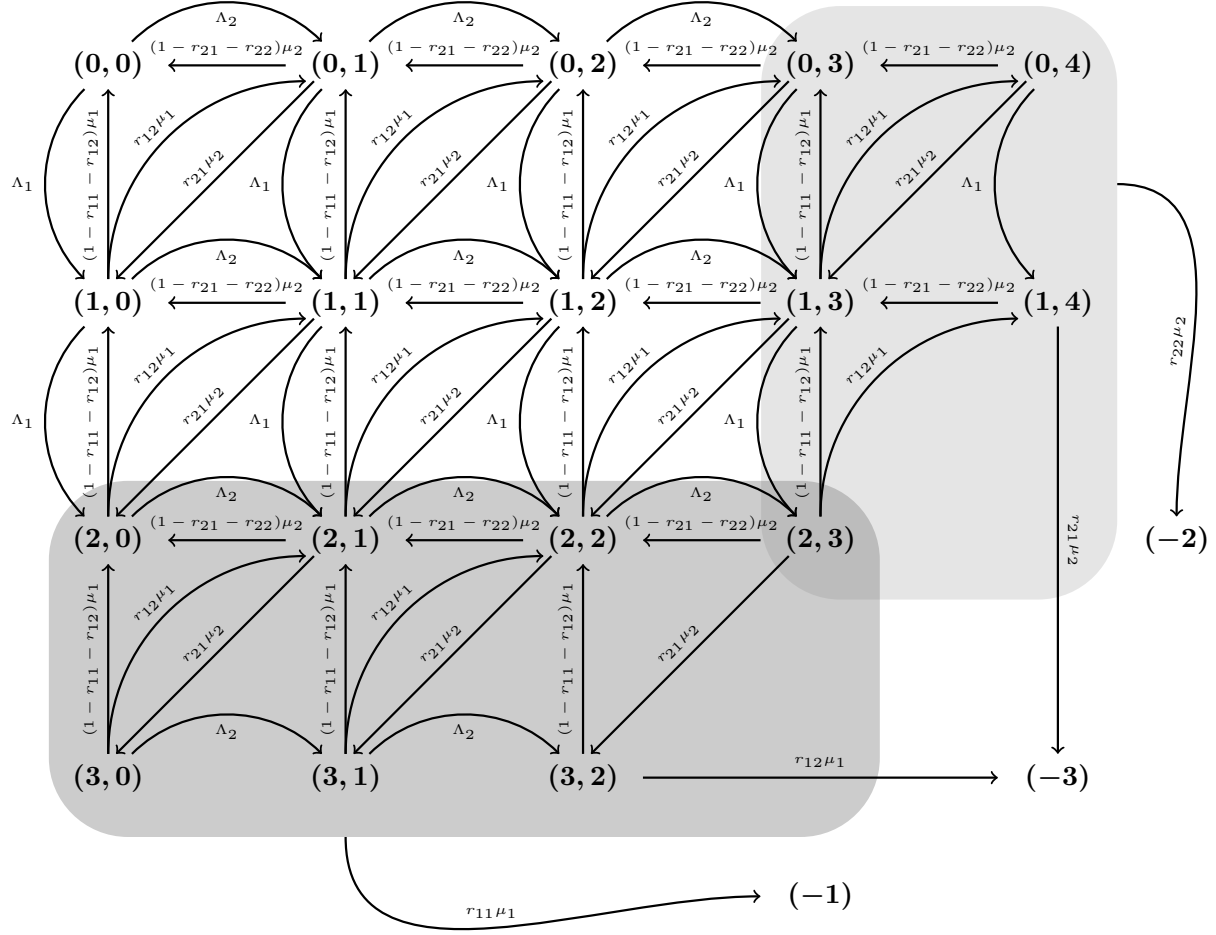 Λ₂ Λ₂ Λ₂
(0, 0) (1 − r₂₁ − r₂₂)μ₂ (0, 1) (1 − r₂₁ − r₂₂)μ₂ (0, 2) (1 − r₂₁ − r₂₂)μ₂ (0, 3) (1 − r₂₁ − r₂₂)μ₂ (0, 4)
Λ₁ (1 − r₁₁ − r₁₂)μ₁ r₁₂μ₁ r₂₁μ₂ Λ₁ (1 − r₁₁ − r₁₂)μ₁ r₁₂μ₁ r₂₁μ₂ Λ₁ (1 − r₁₁ − r₁₂)μ₁ r₁₂μ₁ r₂₁μ₂ Λ₁ (1 − r₁₁ − r₁₂)μ₁ r₁₂μ₁ r₂₁μ₂ Λ₁
Λ₂ Λ₂ Λ₂
(1, 0) (1 − r₂₁ − r₂₂)μ₂ (1, 1) (1 − r₂₁ − r₂₂)μ₂ (1, 2) (1 − r₂₁ − r₂₂)μ₂ (1, 3) (1 − r₂₁ − r₂₂)μ₂ (1, 4)
r₂₂μ₂
Λ₁ (1 − r₁₁ − r₁₂)μ₁ r₁₂μ₁ r₂₁μ₂ Λ₁ (1 − r₁₁ − r₁₂)μ₁ r₁₂μ₁ r₂₁μ₂ Λ₁ (1 − r₁₁ − r₁₂)μ₁ r₁₂μ₁ r₂₁μ₂ Λ₁ (1 − r₁₁ − r₁₂)μ₁ r₁₂μ₁
Λ₂ Λ₂ Λ₂
(2, 0) (1 − r₂₁ − r₂₂)μ₂ (2, 1) (1 − r₂₁ − r₂₂)μ₂ (2, 2) (1 − r₂₁ − r₂₂)μ₂ (2, 3) r₂₁μ₂ (−2)
(1 − r₁₁ − r₁₂)μ₁ r₁₂μ₁ r₂₁μ₂ (1 − r₁₁ − r₁₂)μ₁ r₁₂μ₁ r₂₁μ₂ (1 − r₁₁ − r₁₂)μ₁ r₂₁μ₂
Λ₂ Λ₂
(3, 0) (3, 1) (3, 2) r₁₂μ₁ (−3)
(−1)
r₁₁μ₁